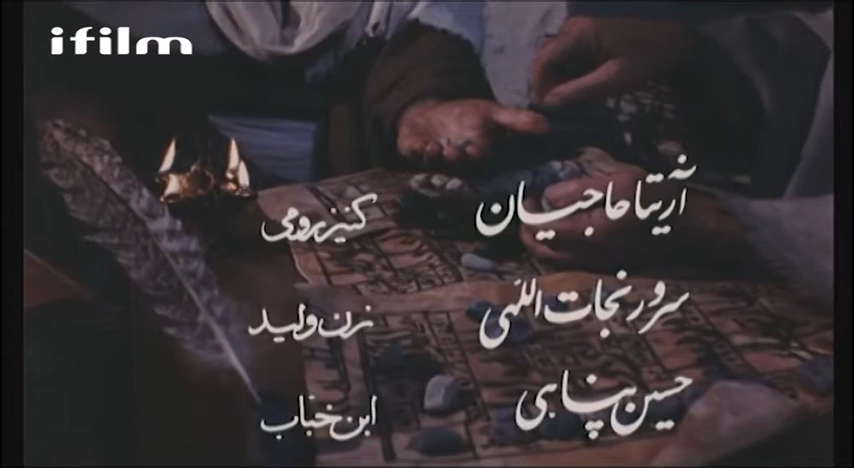 ifilm
آزیتا حاجیان کنیز رومی
سرور نجات اللهی زن ولید
حسین پناهی ابن خباب